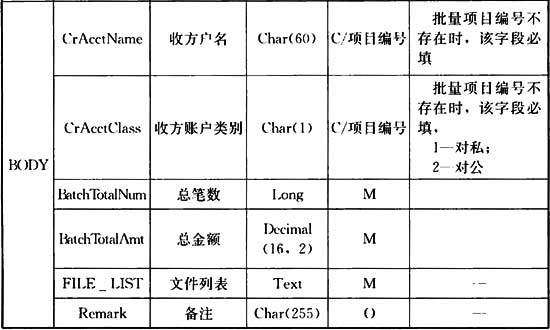 BODY
CrAcctName 收方户名 Char(60) C/项目编号 批量项目编号不
存在时，该字段必
填
CrAcctClass 收方账户类别 Char(1) C/项目编号 批量项目编号不
存在时，该字段必
填，
1—对私；
2—对公
BatchTotalNum 总笔数 Long M
BatchTotalAmt 总金额 Decimal
(16，2) M
FILE _ LIST 文件列表 Text M —
Remark 备注 Char(255) O —